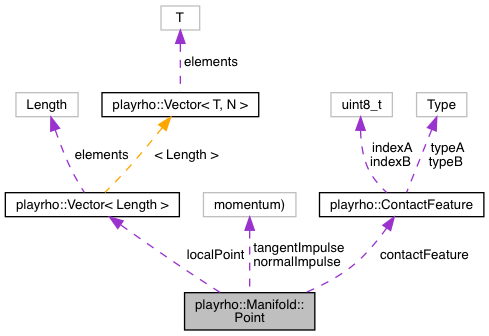 T
elements
Length
playrho::Vector< T, N >
uint8_t
Type
elements
< Length >
indexA
indexB
typeA
typeB
playrho::Vector< Length >
momentum)
playrho::ContactFeature
localPoint
tangentImpulse
normalImpulse
contactFeature
playrho::Manifold::
Point